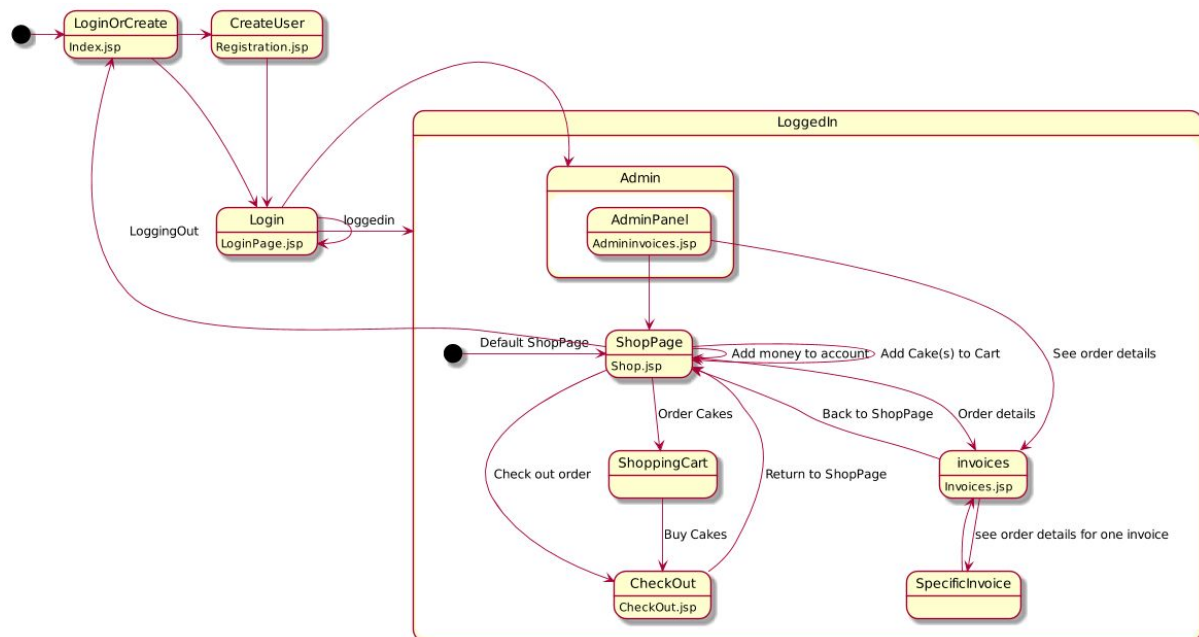 LoginOrCreate
Index.jsp
CreateUser
Registration.jsp
LoggedIn
Admin
AdminPanel
Admininvoices.jsp
Login
LoginPage.jsp
loggedin
LoggingOut
Default ShopPage
ShopPage
Shop.jsp
Add money to account
Add Cake(s) to Cart
See order details
Order Cakes
Back to ShopPage
Order details
ShoppingCart
invoices
Invoices.jsp
Check out order
Return to ShopPage
Buy Cakes
see order details for one invoice
CheckOut
CheckOut.jsp
SpecificInvoice